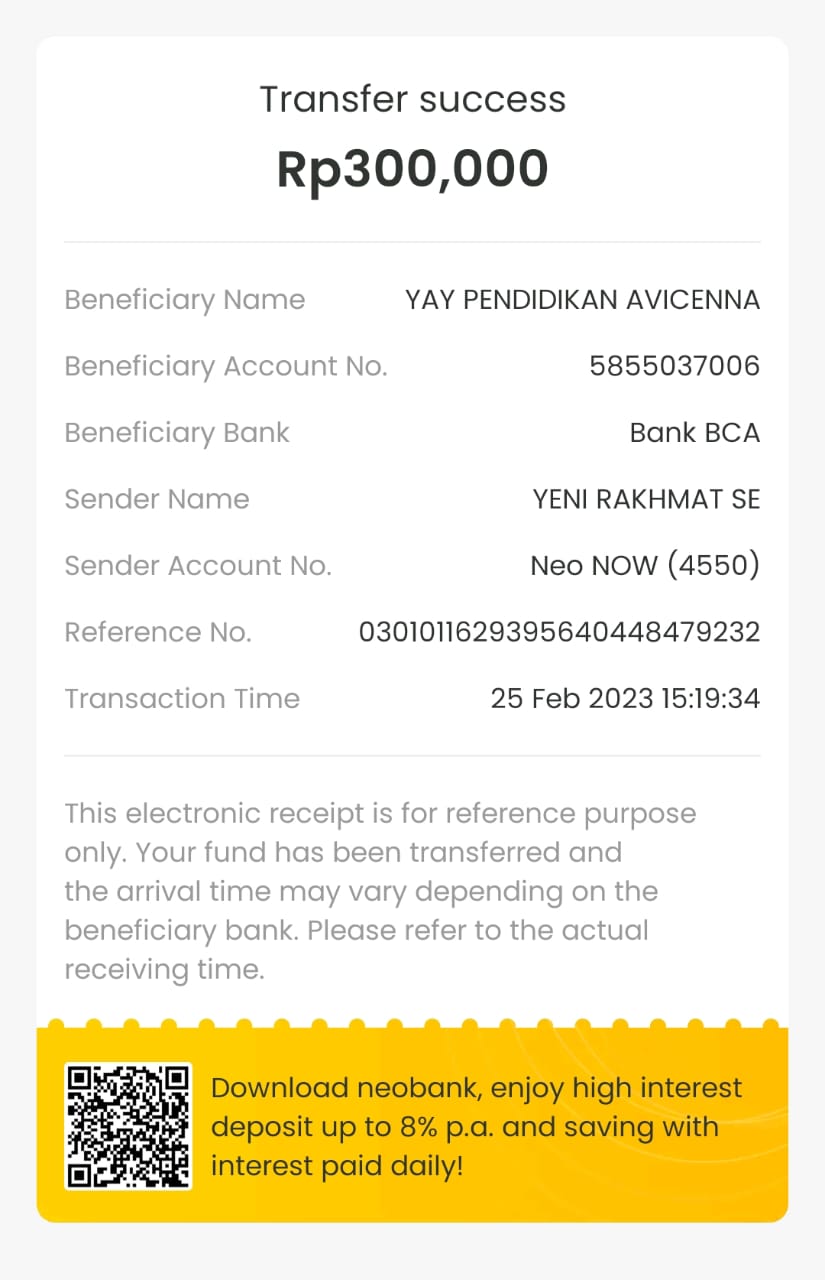 Transfer success
Rp300,000
Beneficiary Name YAY PENDIDIKAN AVICENNA
Beneficiary Account No. 5855037006
Beneficiary Bank Bank BCA
Sender Name YENI RAKHMAT SE
Sender Account No. Neo NOW (4550)
Reference No. 0301011629395640448479232
Transaction Time 25 Feb 2023 15:19:34
This electronic receipt is for reference purpose
only. Your fund has been transferred and
the arrival time may vary depending on the
beneficiary bank. Please refer to the actual
receiving time.
Download neobank, enjoy high interest
deposit up to 8% p.a. and saving with
interest paid daily!